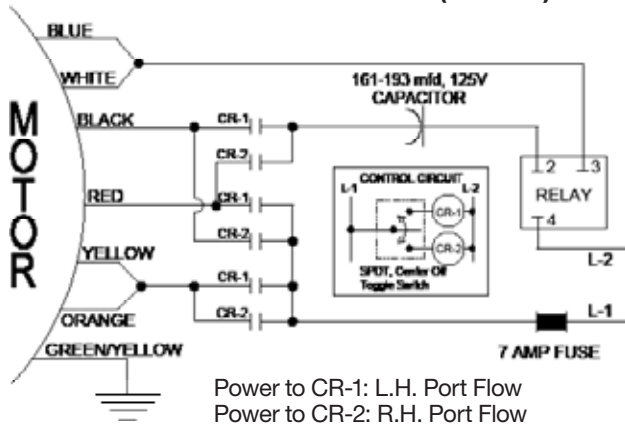 BLUE
WHITE
161-193 mfd, 125V
CAPACITOR
MOTOR
BLACK
CR-1
CR-2
2
3
RELAY
4
CONTROL CIRCUIT
L-1
L-2
CR-1
CR-2
SPDT, Center Off
Toggle Switch
RED
CR-1
CR-2
L-2
YELLOW
CR-1
CR-2
ORANGE
L-1
7 AMP FUSE
GREEN/YELLOW
Power to CR-1: L.H. Port Flow
Power to CR-2: R.H. Port Flow